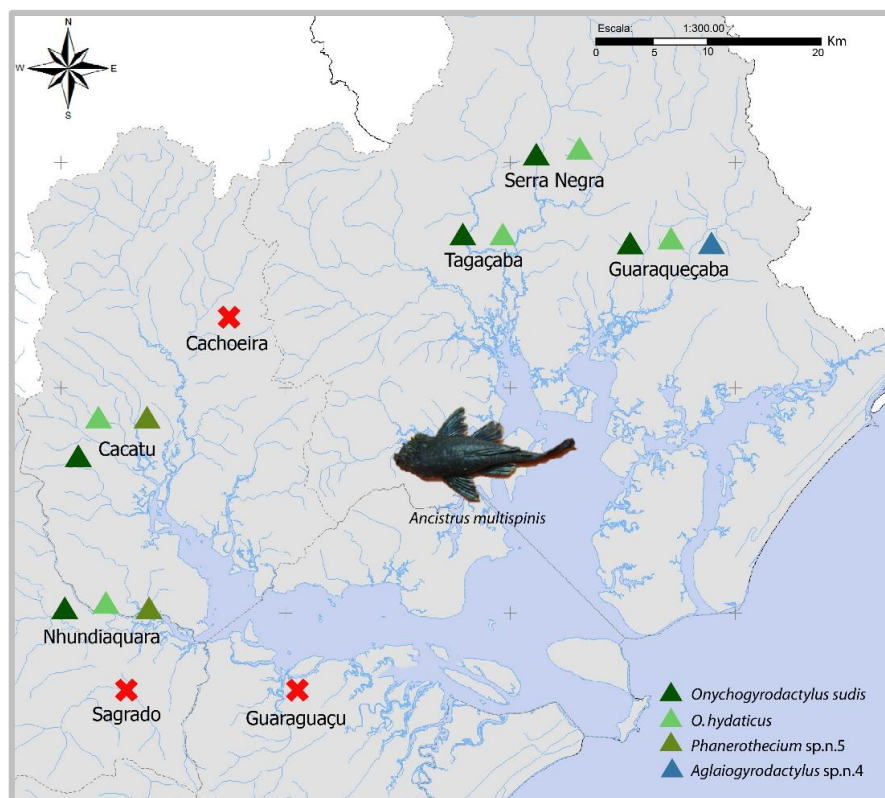 N
W E
S
Escala: 1:300.00
0 5 10 20 Km
Serra Negra
Tagaçaba
Guaraqueçaba
Cachoeira
Cacatu
Ancistrus multispinis
Nhundiaquara
Sagrado
Guaraguaçu
Onychogyrodactylus sudis
O. hydaticus
Phanerothecium sp.n.5
Aglaiogyrodactylus sp.n.4